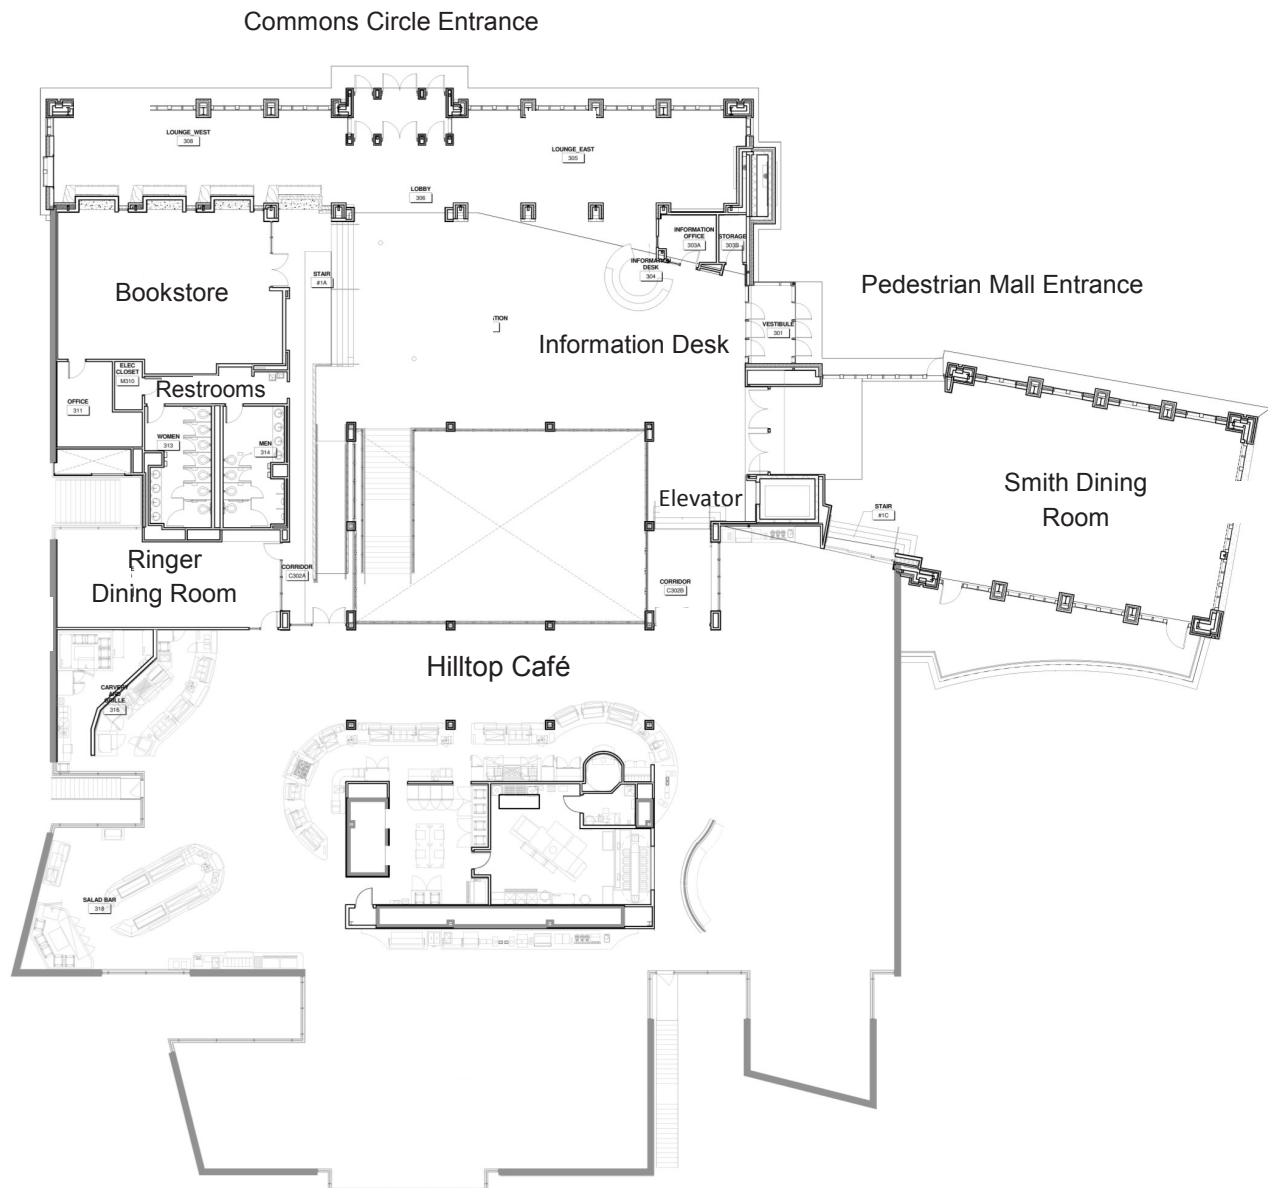 Commons Circle Entrance
LOUNGE_WEST
308
LOUNGE_EAST
305
LOBBY
306
INFORMATION
OFFICE
303A
STORAGE
303B
STAIR
#1A
INFORMATION
DESK
304
Pedestrian Mall Entrance
Bookstore
VESTIBULE
301
Information Desk
ELEC
CLOSET
M310
Restrooms
OFFICE
311
WOMEN
313
MEN
314
Elevator
Smith Dining
Room
STAIR
#1C
Ringer
Dining Room
CORRIDOR
C302A
CORRIDOR
C302B
Hilltop Café
CARVERY
AND
GRILLE
316
SALAD BAR
318